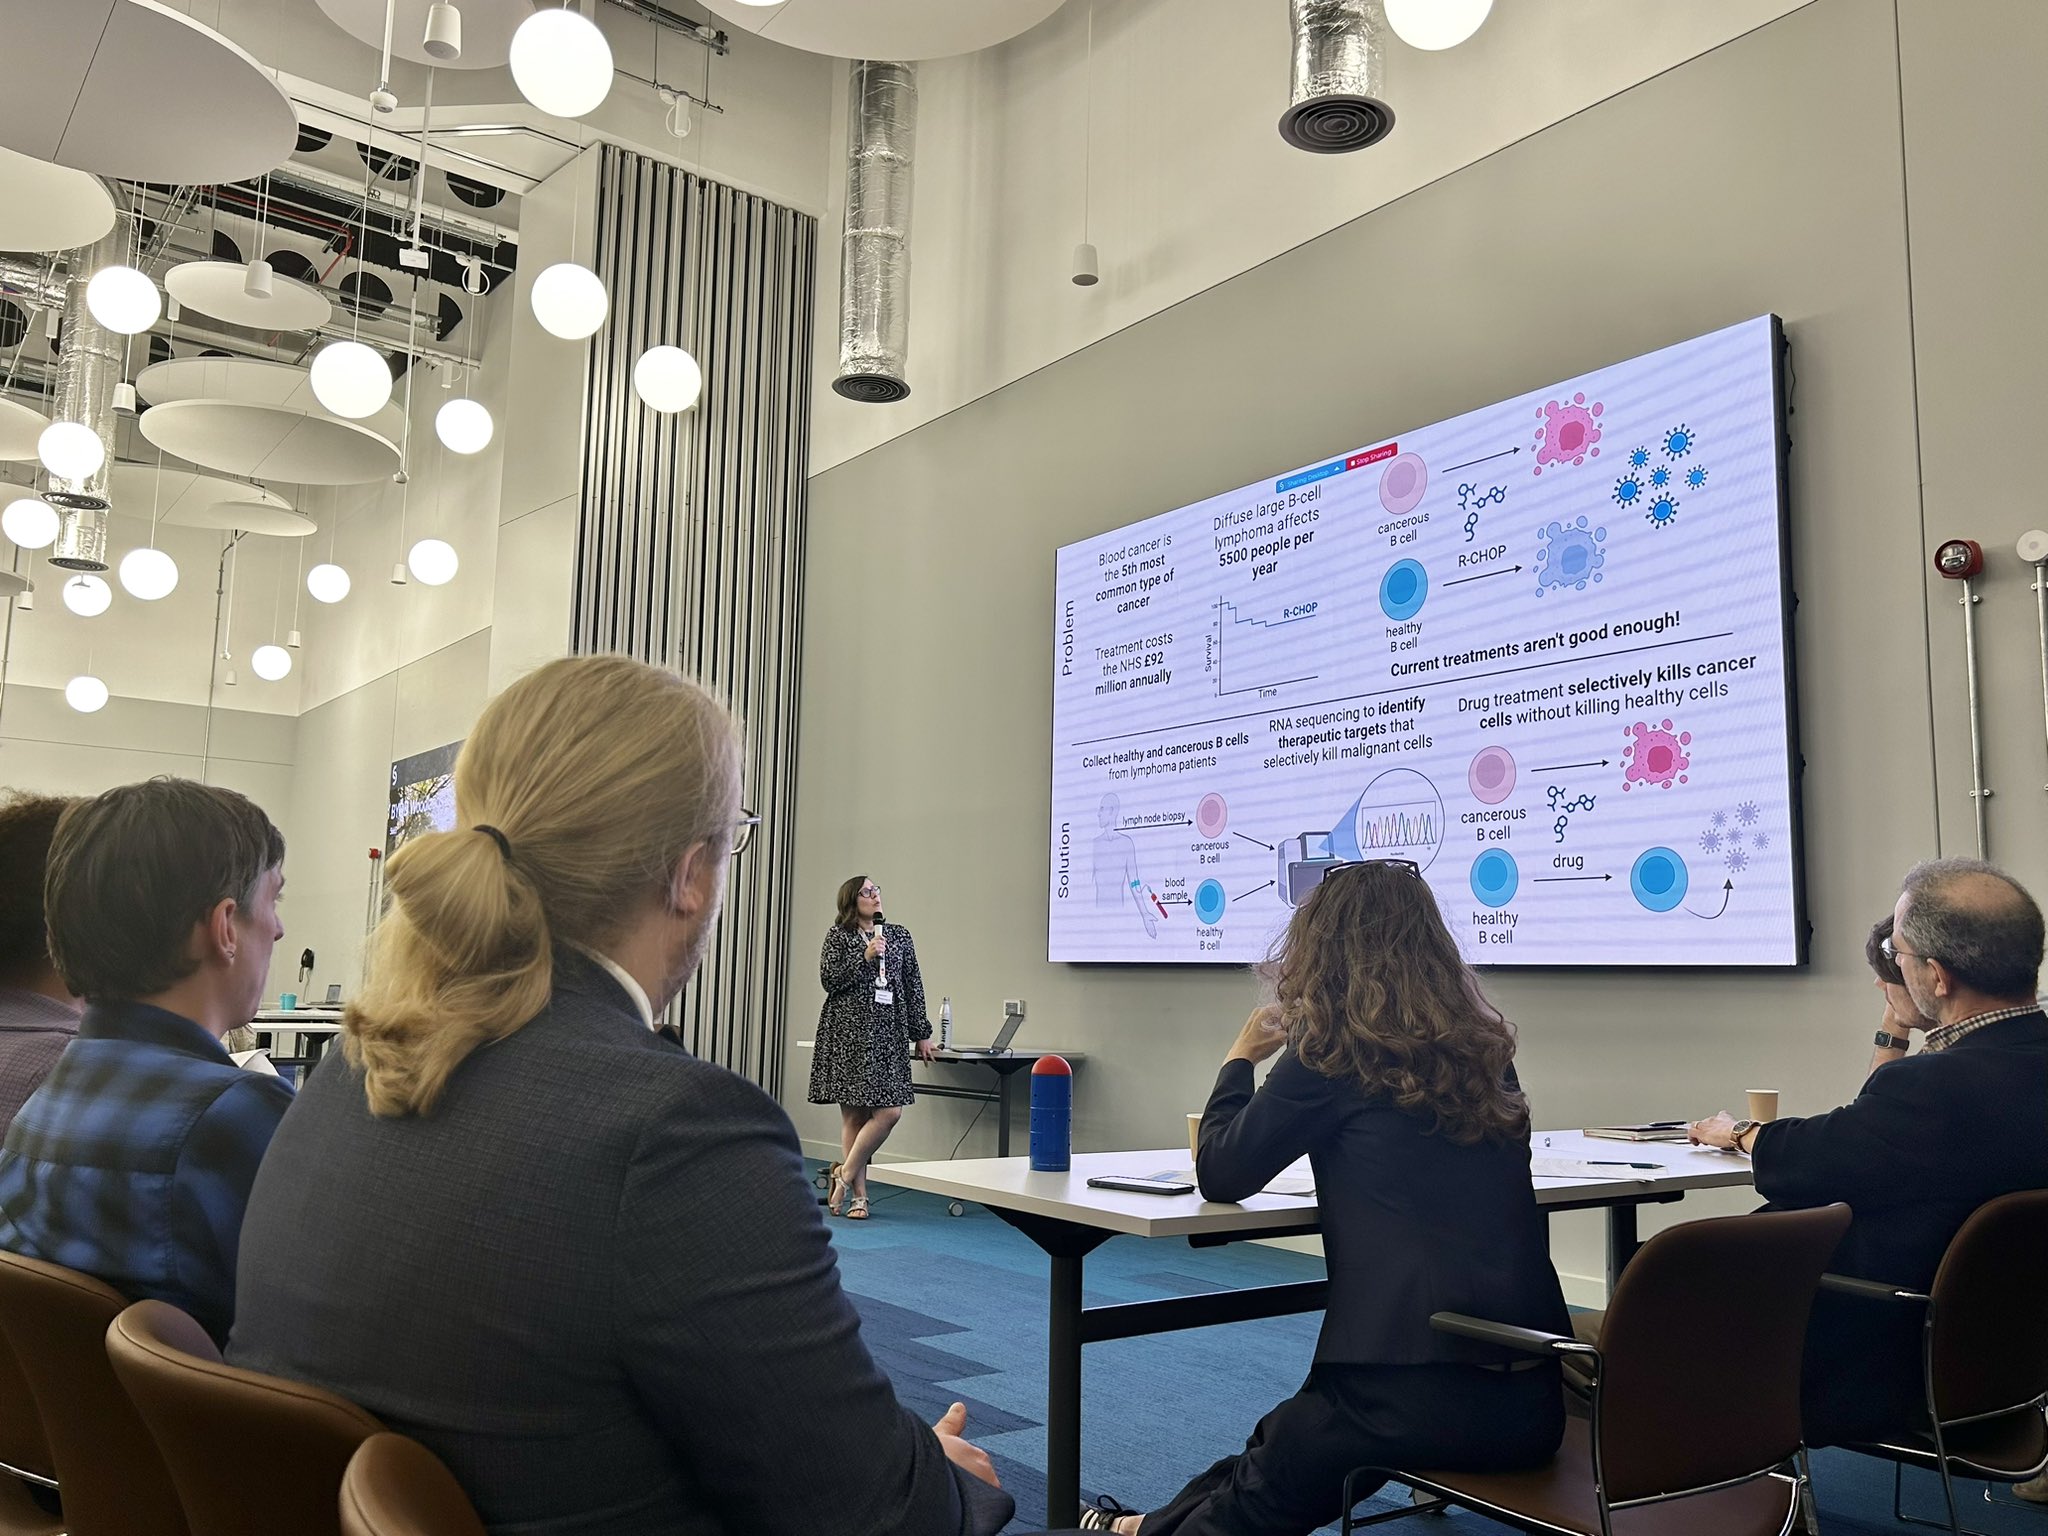 Sharing Desktop
Stop Sharing
Problem
Blood cancer is
the 5th most
common type of
cancer
Treatment costs
the NHS £92
million annually
Diffuse large B-cell
lymphoma affects
5500 people per
year
Survival
R-CHOP
Time
cancerous
B cell
R-CHOP
healthy
B cell
Current treatments aren't good enough!
Solution
Collect healthy and cancerous B cells
from lymphoma patients
lymph node biopsy
cancerous
B cell
blood
sample
healthy
B cell
RNA sequencing to identify
therapeutic targets that
selectively kill malignant cells
Drug treatment selectively kills cancer
cells without killing healthy cells
cancerous
B cell
drug
healthy
B cell